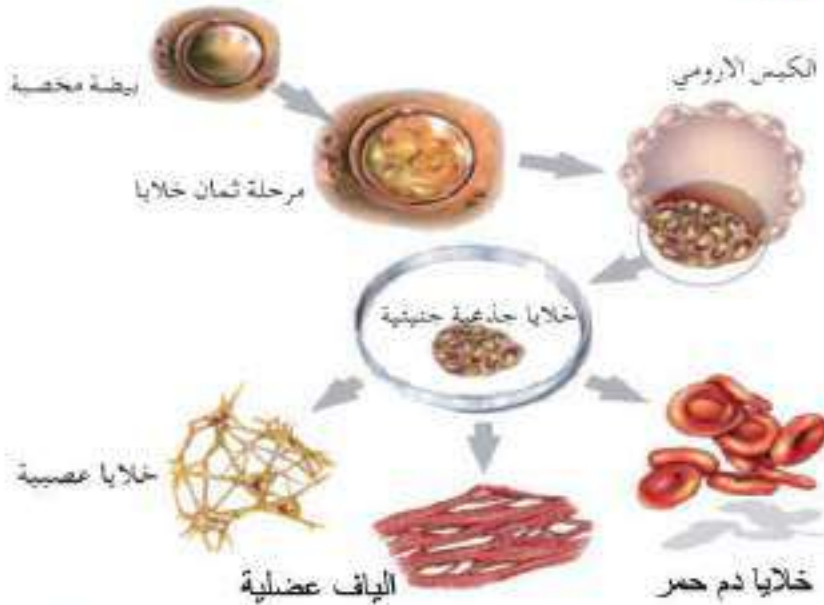 بيضة مخصبة
الكيس الارومي
مرحلة ثمان خلايا
خلايا جذعية جنينية
خلايا عصبية
الياف عضلية
خلايا دم حمر